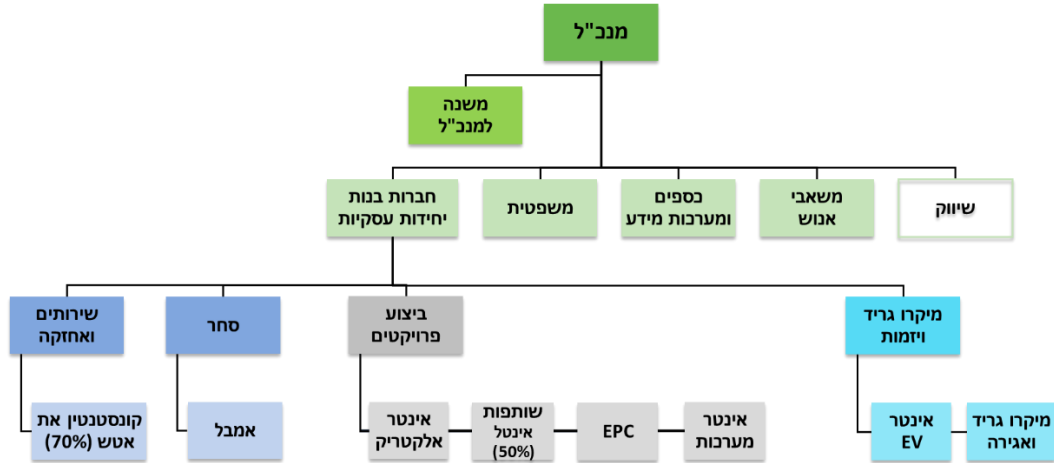 מנכ"ל
משנה
למנכ"ל
שיווק
משאבי
אנוש
כספים
ומערכות מידע
משפטית
חברות בנות
יחידות עסקיות
מיקרו גריד
ויזמות
ביצוע
פרויקטים
סחר
שירותים
ואחזקה
מיקרו גריד
ואגירה
אינטר
EV
אינטר
מערכות
EPC
שותפות
אינטל
(50%)
אינטר
אלקטריק
אמבל
קונסטנטין את
אטש (70%)